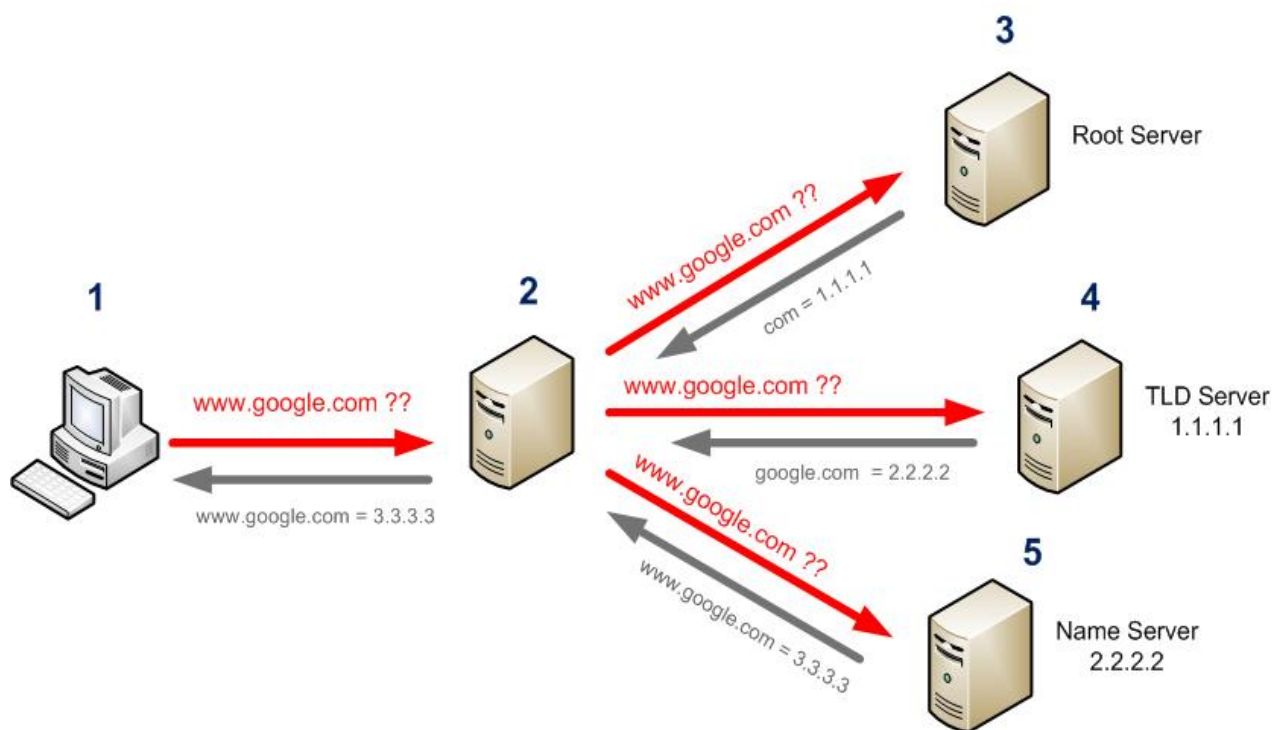 3
Root Server
www.google.com ??
com = 1.1.1.1
1
2
www.google.com ??
www.google.com = 3.3.3.3
4
www.google.com ??
google.com  = 2.2.2.2
TLD Server
1.1.1.1
5
www.google.com ??
www.google.com = 3.3.3.3
Name Server
2.2.2.2